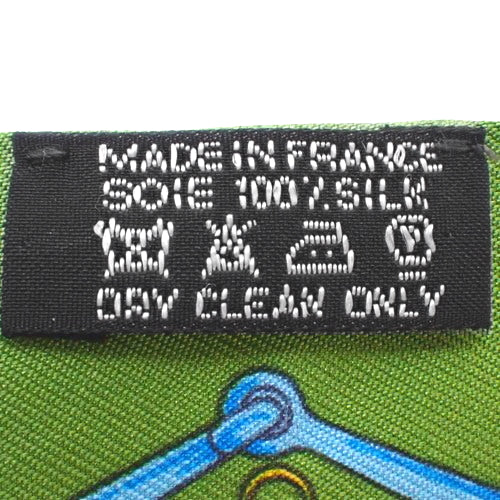 MADE IN FRANCE
SOIE 100% SILK
DRY CLEAN ONLY